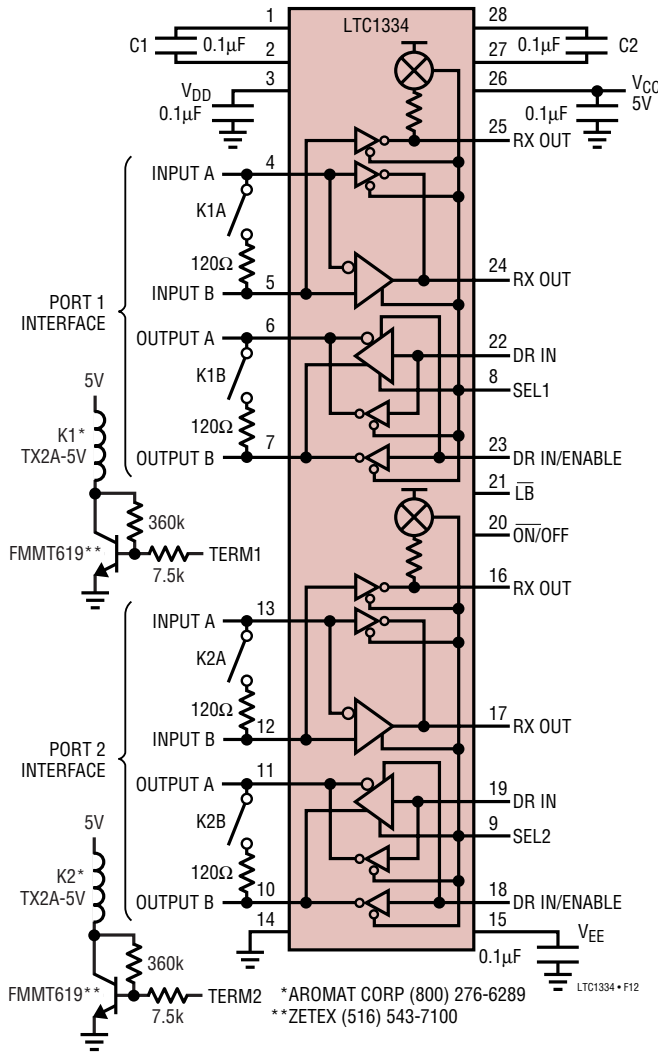 LTC1334
1
28
C1
0.1µF
0.1µF
C2
2
27
3
26
V_DD
0.1µF
V_CC
5V
0.1µF
25
RX OUT
INPUT A
4
K1A
120Ω
5
INPUT B
24
RX OUT
PORT 1
INTERFACE
OUTPUT A
6
22
DR IN
K1B
8
SEL1
120Ω
7
OUTPUT B
23
DR IN/ENABLE
5V
K1*
TX2A-5V
21
LB
20
ON/OFF
360k
FMMT619**
TERM1
7.5k
16
RX OUT
INPUT A
13
K2A
120Ω
12
INPUT B
17
RX OUT
PORT 2
INTERFACE
OUTPUT A
11
19
DR IN
K2B
9
SEL2
5V
K2*
TX2A-5V
120Ω
10
OUTPUT B
18
DR IN/ENABLE
14
15
V_EE
0.1µF
360k
FMMT619**
TERM2
7.5k
*AROMAT CORP (800) 276-6289
**ZETEX (516) 543-7100
LTC1334 • F12